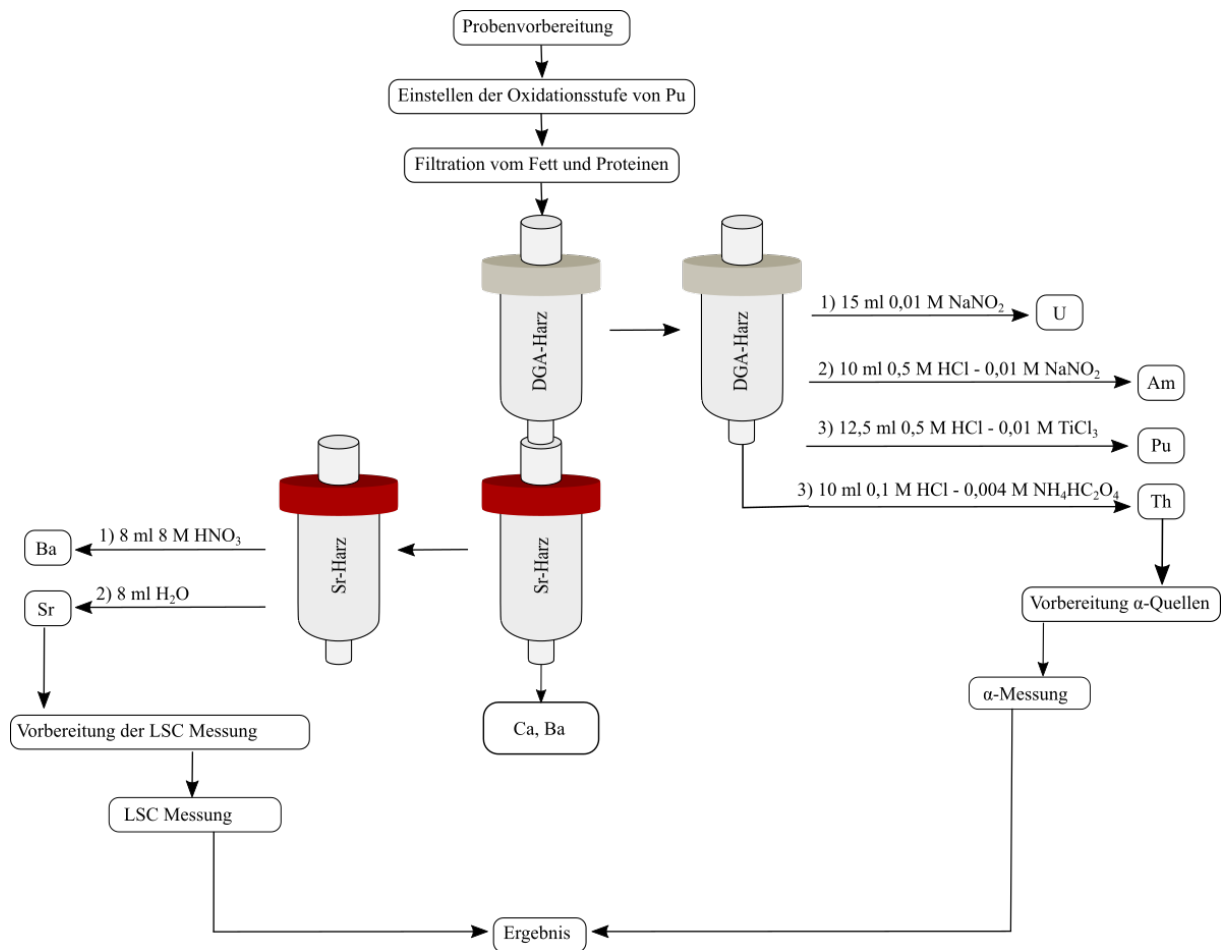 Probenvorbereitung
Einstellen der Oxidationsstufe von Pu
Filtration vom Fett und Proteinen
DGA-Harz
DGA-Harz
1) 15 ml 0,01 M NaNO₂
U
2) 10 ml 0,5 M HCl - 0,01 M NaNO₂
Am
3) 12,5 ml 0,5 M HCl - 0,01 M TiCl₃
Pu
3) 10 ml 0,1 M HCl - 0,004 M NH₄HC₂O₄
Th
Sr-Harz
Sr-Harz
1) 8 ml 8 M HNO₃
Ba
2) 8 ml H₂O
Sr
Vorbereitung α-Quellen
α-Messung
Ca, Ba
Vorbereitung der LSC Messung
LSC Messung
Ergebnis